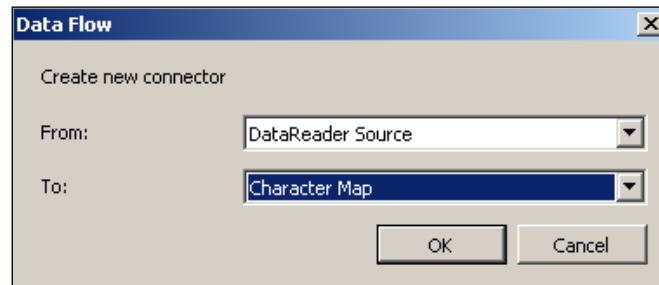 Data Flow
Create new connector
From: DataReader Source
To: Character Map
OK Cancel